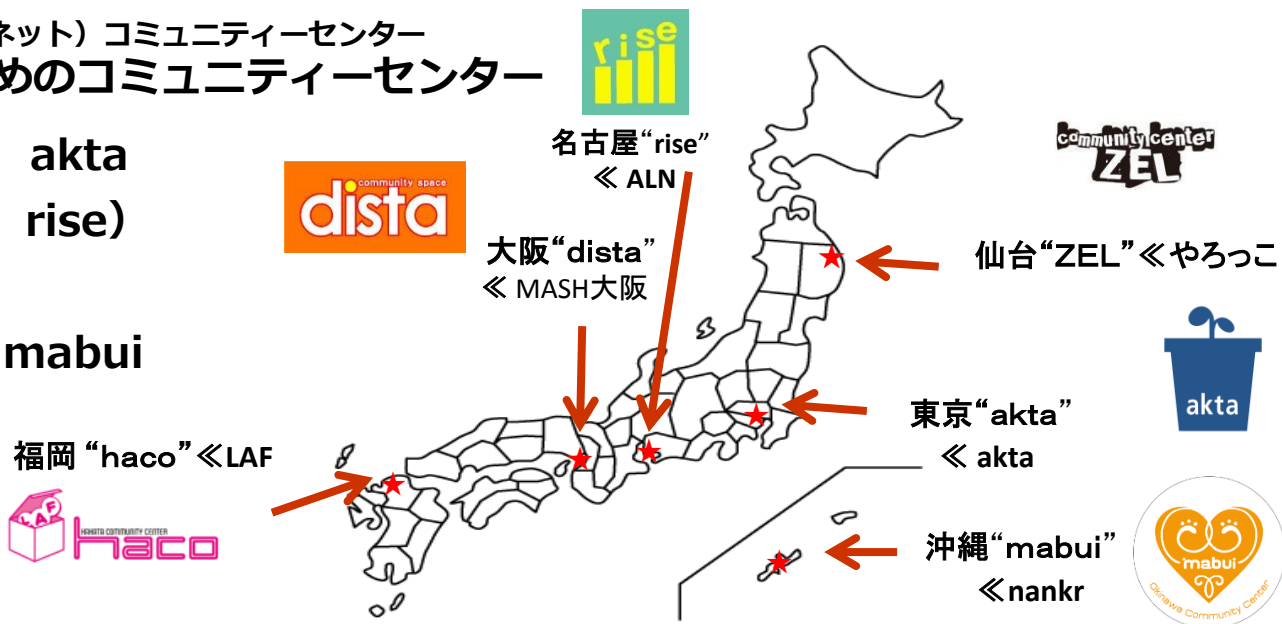 ネット）コミュニティーセンター
めのコミュニティーセンター
akta
rise）
mabui
rise
名古屋“rise”
≪ ALN
community space
dista
大阪“dista”
≪ MASH大阪
community center
ZEL
仙台“ZEL”≪やろっこ
akta
東京“akta”
≪ akta
福岡 “haco”≪LAF
LAF
HAKATA COMMUNITY CENTER
haco
沖縄“mabui”
≪nankr
mabui
Okinawa Community Center